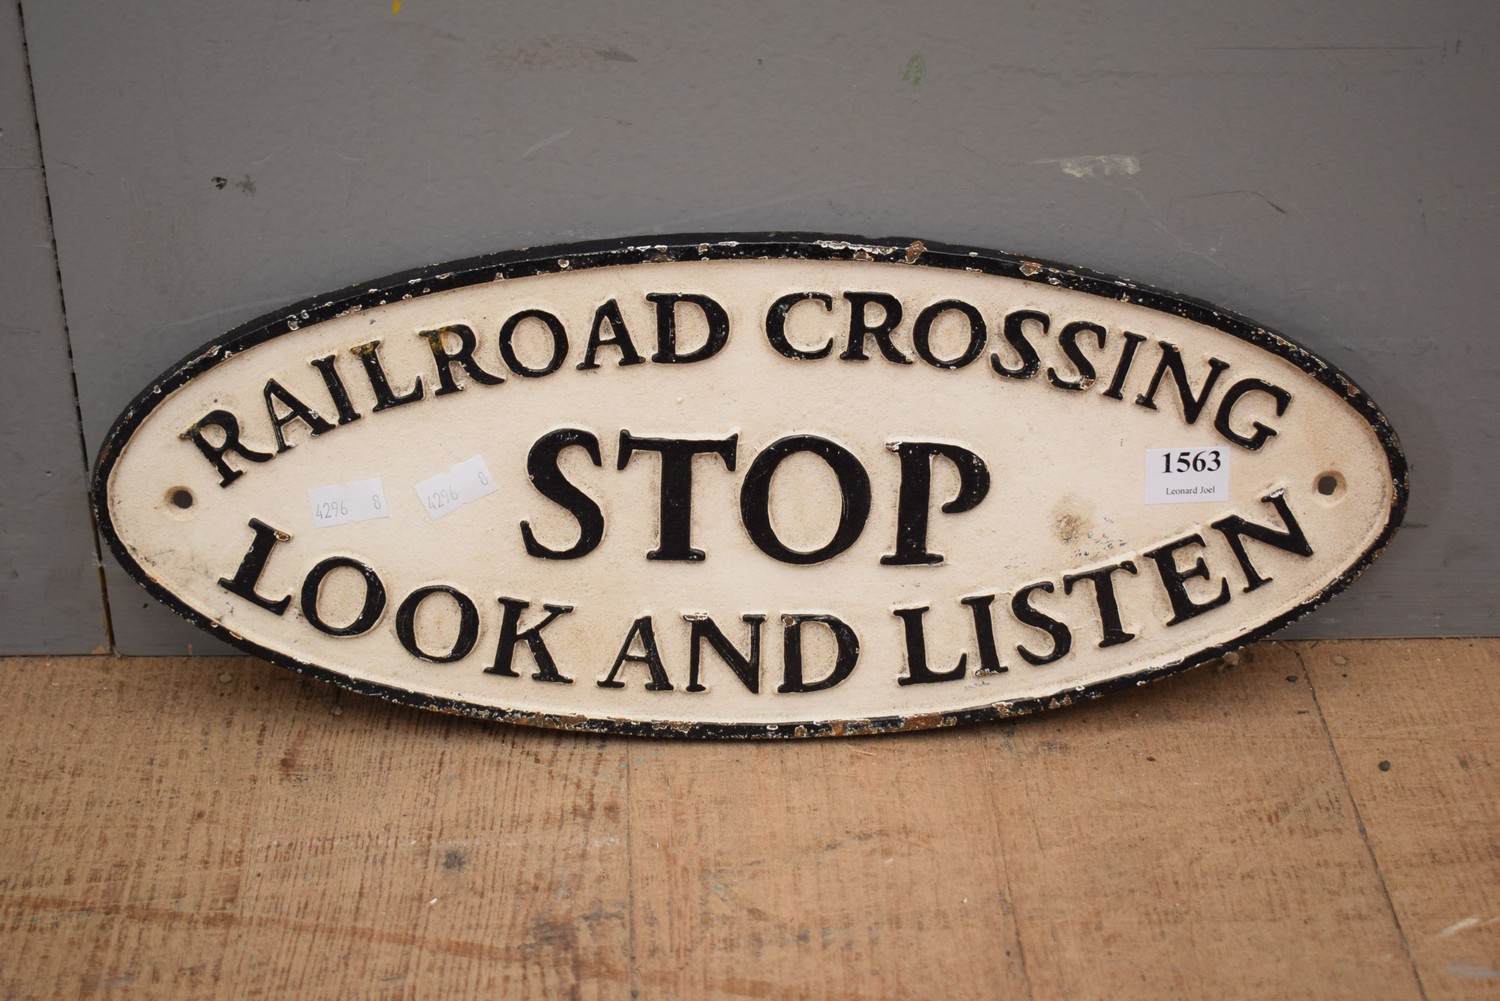 RAILROAD CROSSING
STOP
1563
Leonard Joel
4296 8
4296 8
LOOK AND LISTEN